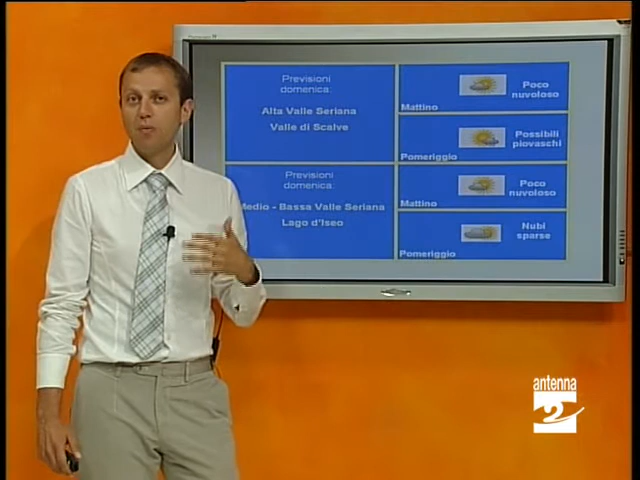 Previsioni
domenica:
Alta Valle Seriana
Valle di Scalve
Mattino
Poco
nuvoloso
Pomeriggio
Possibili
piovaschi
Previsioni
domenica:
Medio - Bassa Valle Seriana
Lago d'Iseo
Mattino
Poco
nuvoloso
Pomeriggio
Nubi
sparse
antenna
2